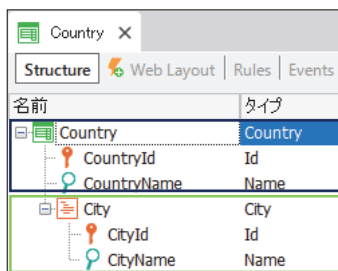 Country
Structure Web Layout Rules Events
名前 タイプ
Country Country
CountryId Id
CountryName Name
City City
CityId Id
CityName Name